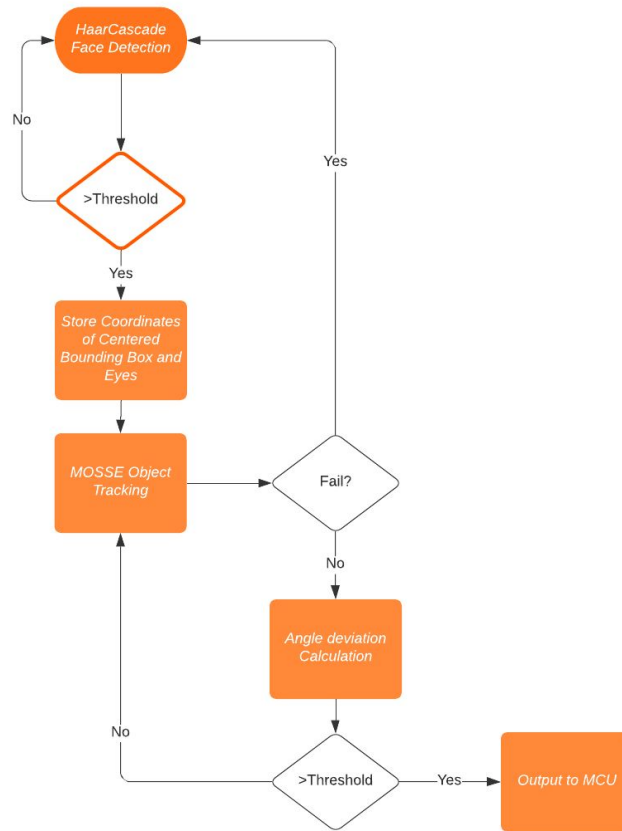 HaarCascade
Face Detection
No
Yes
>Threshold
Yes
Store Coordinates
of Centered
Bounding Box and
Eyes
MOSSE Object
Tracking
Fail?
No
Angle deviation
Calculation
No
>Threshold
Yes
Output to MCU